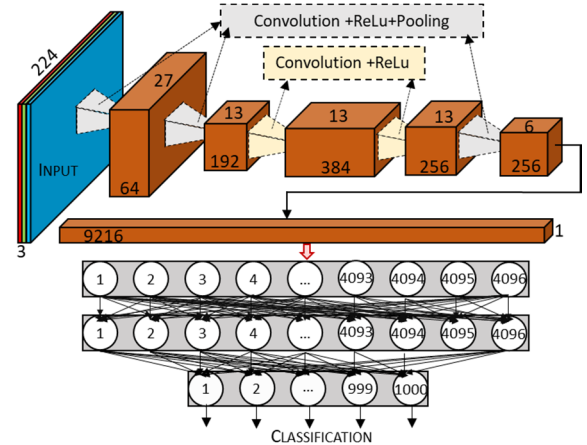 Convolution +ReLu+Pooling
Convolution +ReLu
224
INPUT
3
27
64
13
192
13
384
13
256
6
256
9216
1
1 2 3 4 ... 4093 4094 4095 4096
1 2 3 4 ... 4093 4094 4095 4096
1 2 ... 999 1000
CLASSIFICATION